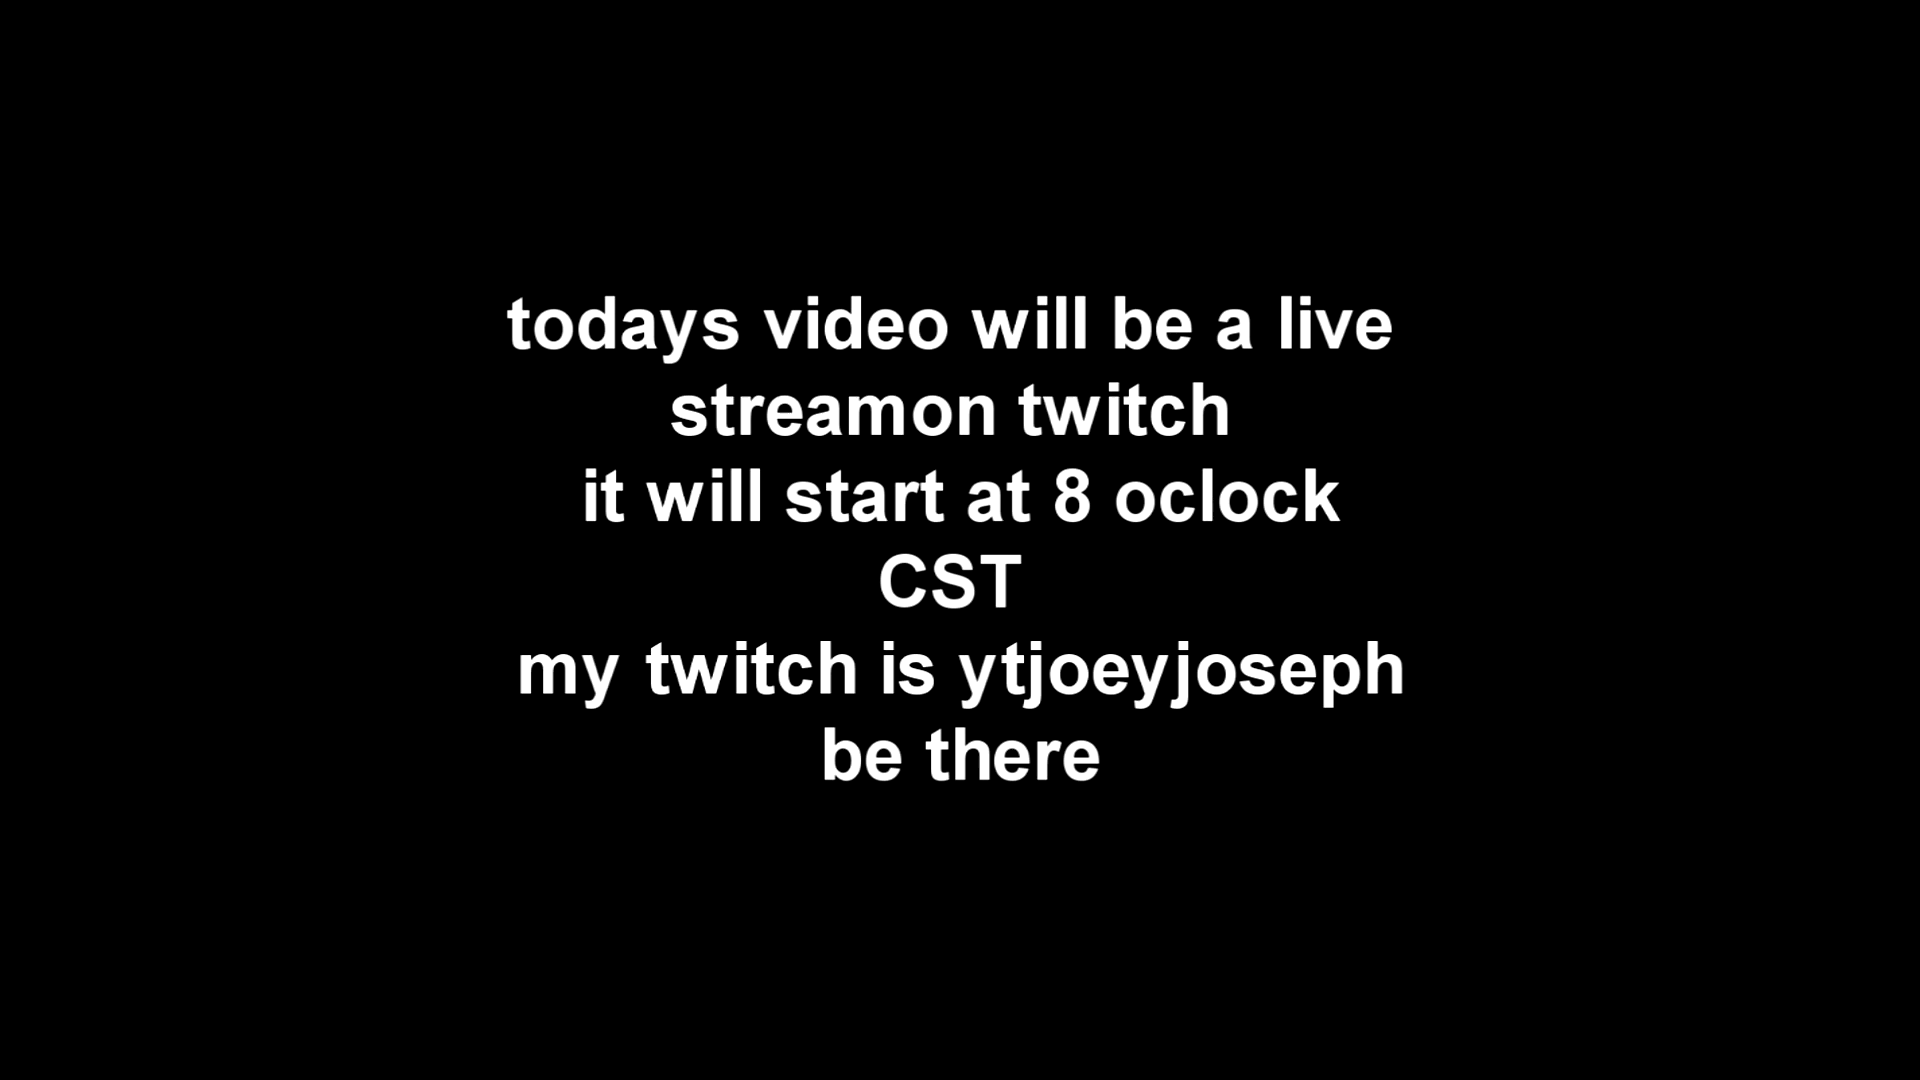 todays video will be a live
streamon twitch
it will start at 8 oclock
CST
my twitch is ytjoeyjoseph
be there